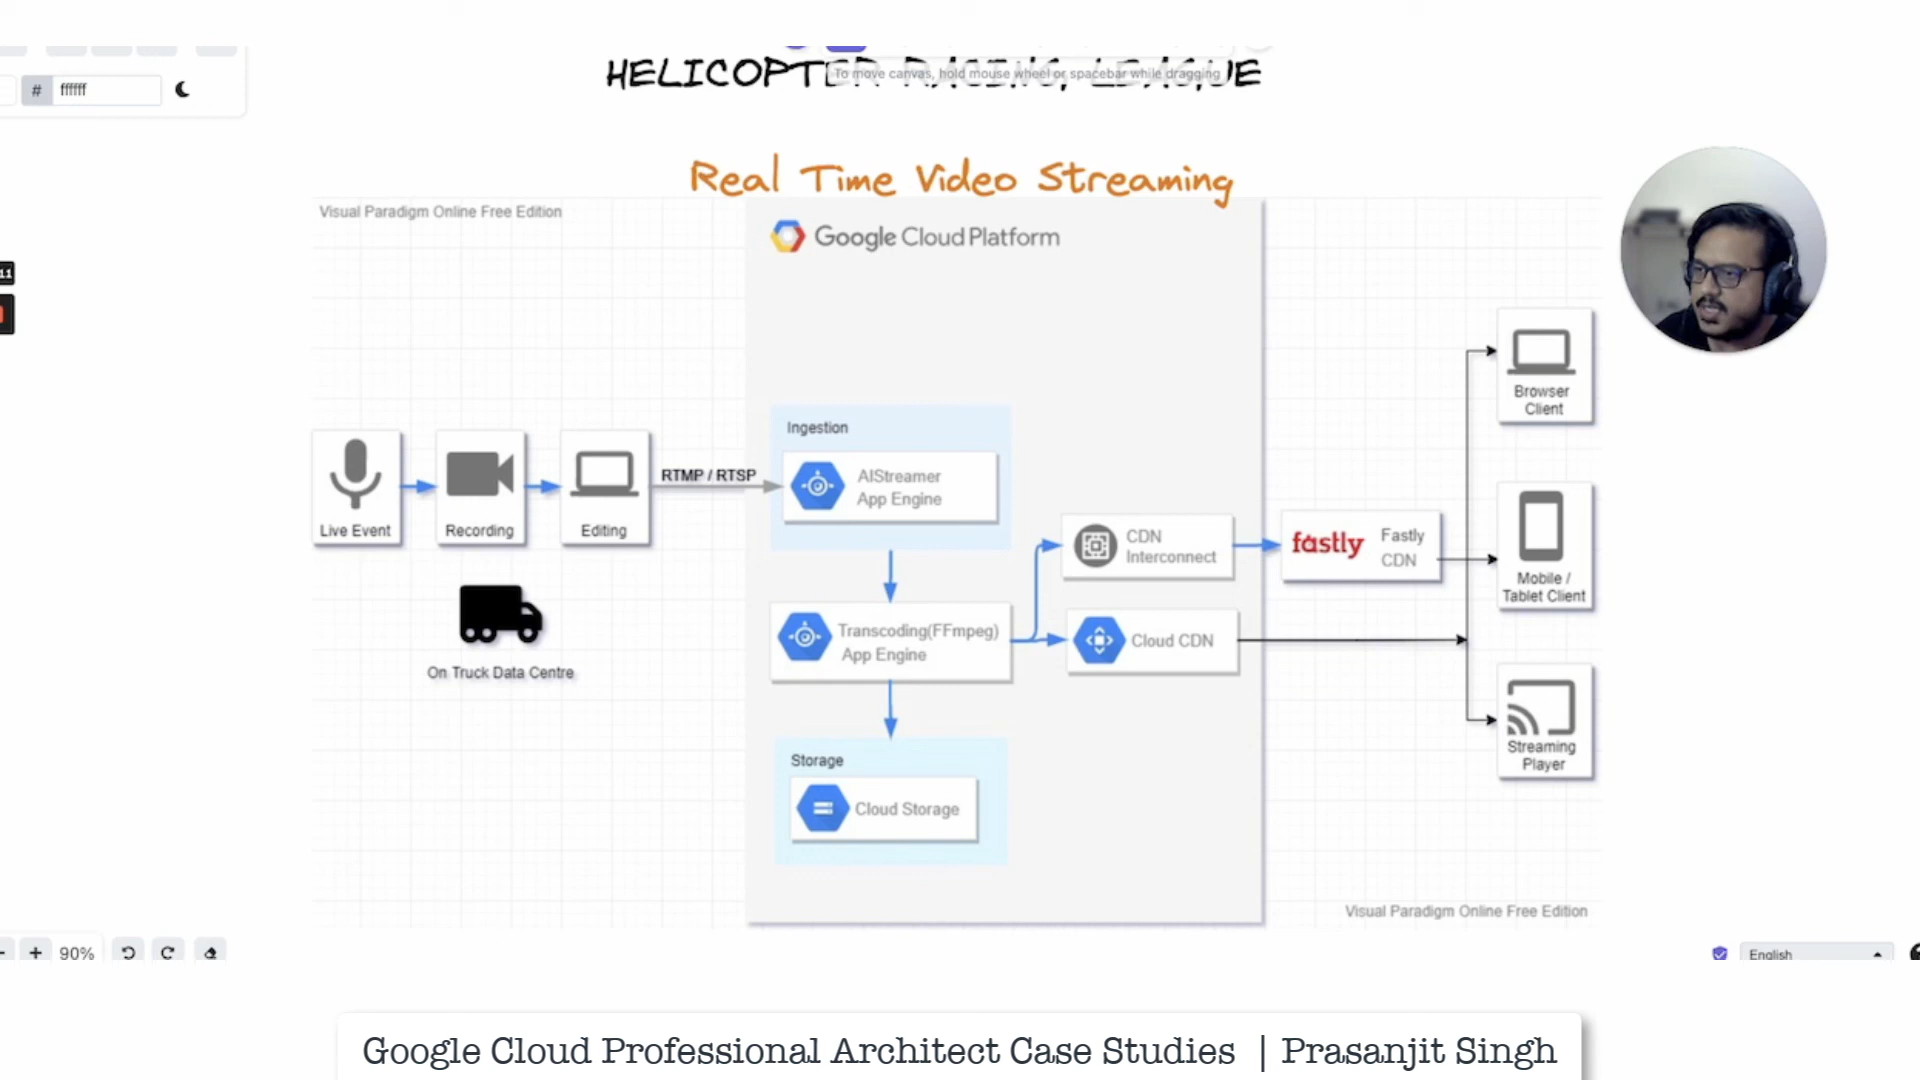 HELICOPTER RACING LEAGUE
To move canvas, hold mouse wheel or spacebar while dragging
# ffffff
Real Time Video Streaming
Visual Paradigm Online Free Edition
Google Cloud Platform
11
Browser
Client
Ingestion
AIStreamer
App Engine
RTMP / RTSP
Live Event
Recording
Editing
CDN
Interconnect
fastly
Fastly
CDN
Mobile /
Tablet Client
Transcoding(FFmpeg)
App Engine
Cloud CDN
On Truck Data Centre
Streaming
Player
Storage
Cloud Storage
Visual Paradigm Online Free Edition
90%
English
Google Cloud Professional Architect Case Studies | Prasanjit Singh